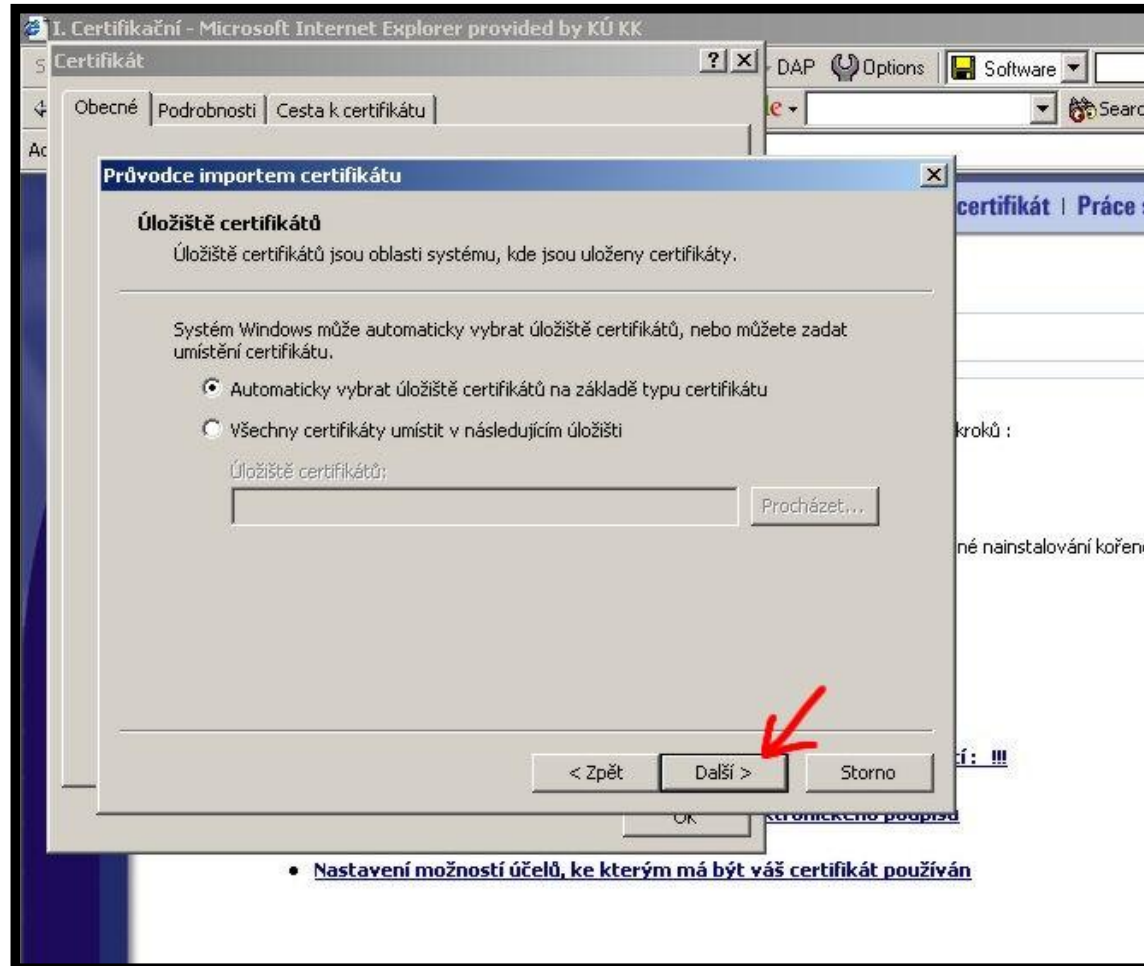 I. Certifikační - Microsoft Internet Explorer provided by KÚ KK
Certifikát
DAP Options Software
Obecné Podrobnosti Cesta k certifikátu
Průvodce importem certifikátu
certifikát | Práce
Úložiště certifikátů
Úložiště certifikátů jsou oblasti systému, kde jsou uloženy certifikáty.
Systém Windows může automaticky vybrat úložiště certifikátů, nebo můžete zadat
umístění certifikátu.
Automaticky vybrat úložiště certifikátů na základě typu certifikátu
Všechny certifikáty umístit v následujícím úložišti
kroků :
Úložiště certifikátů:
Procházet...
né nainstalování kořen
< Zpět Další > Storno
tí: !!!
OK
• Nastavení možností účelů, ke kterým má být váš certifikát používán